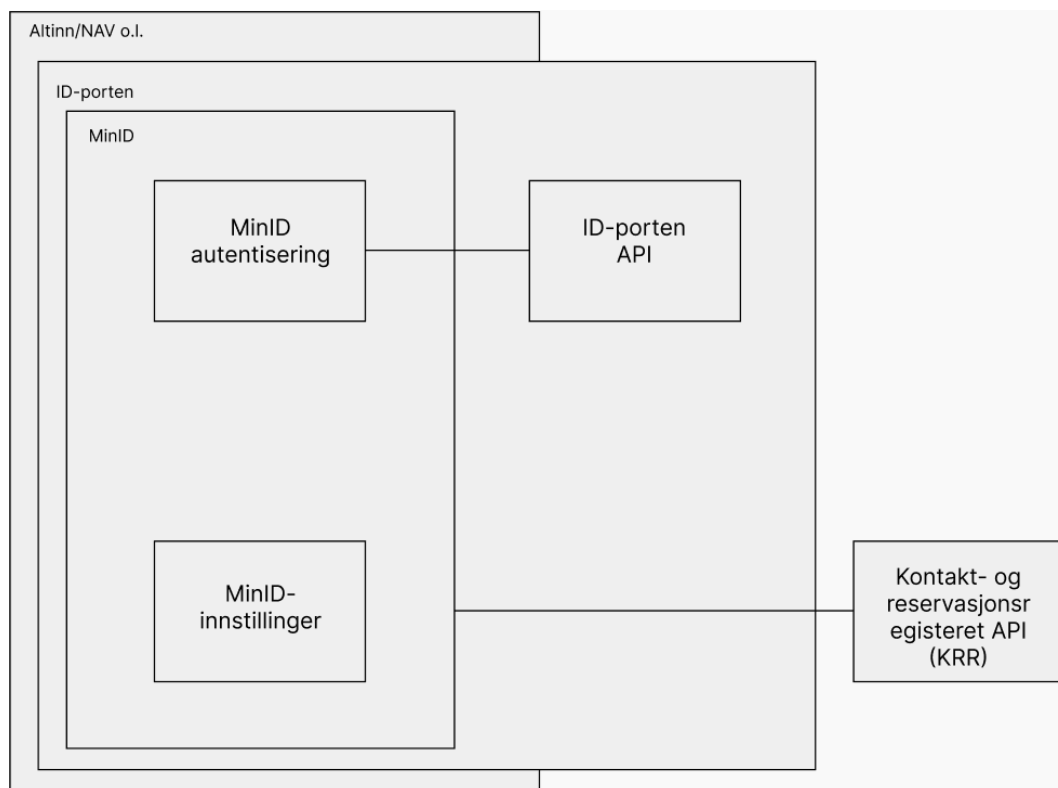 Altinn/NAV o.l.
ID-porten
MinID
MinID
autentisering
ID-porten
API
MinID-
innstillinger
Kontakt- og
reservasjonsr
egisteret API
(KRR)